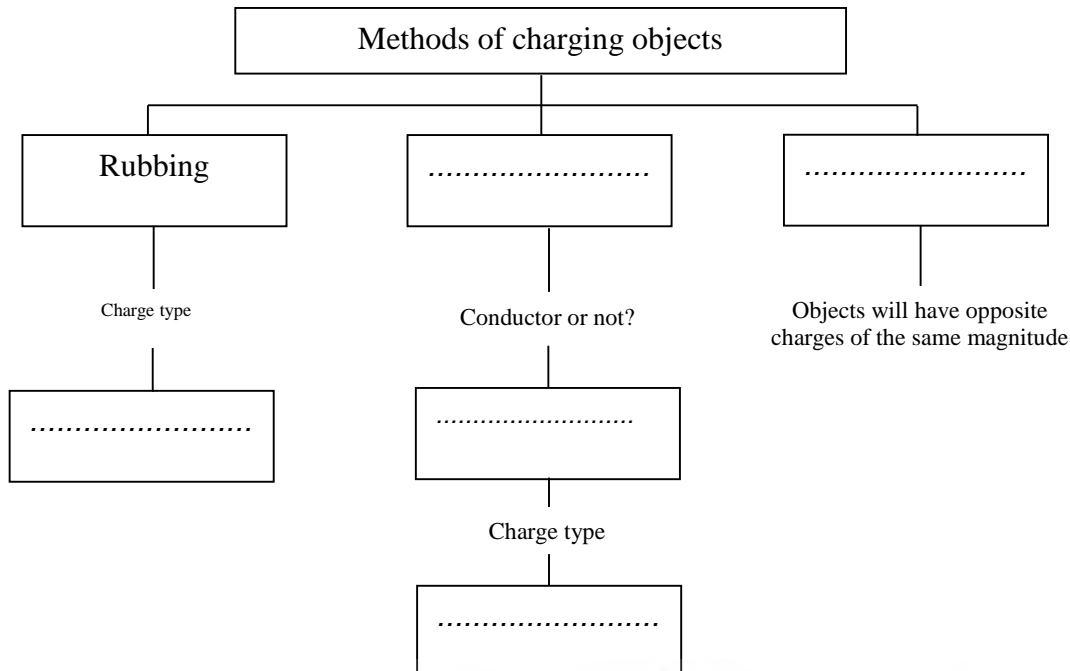 Methods of charging objects
Rubbing
.........................
.........................
Charge type
Conductor or not?
Objects will have opposite
charges of the same magnitude
.........................
.........................
Charge type
.........................